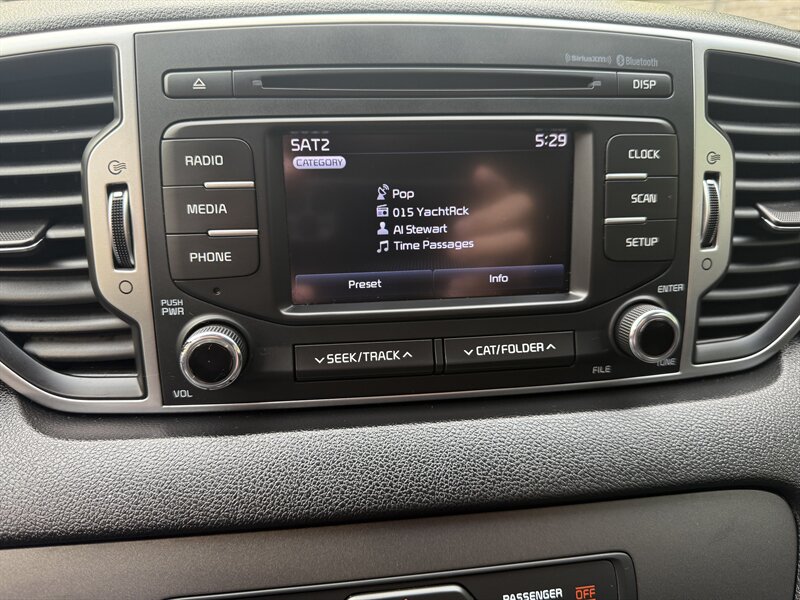 SiriusXM Bluetooth
DISP
SAT2 5:29
CATEGORY
Pop
015 YachtRck
Al Stewart
Time Passages
Preset Info
RADIO
MEDIA
PHONE
CLOCK
SCAN
SETUP
PUSH
PWR
VOL
SEEK/TRACK
CAT/FOLDER
ENTER
FILE
TUNE
PASSENGER OFF